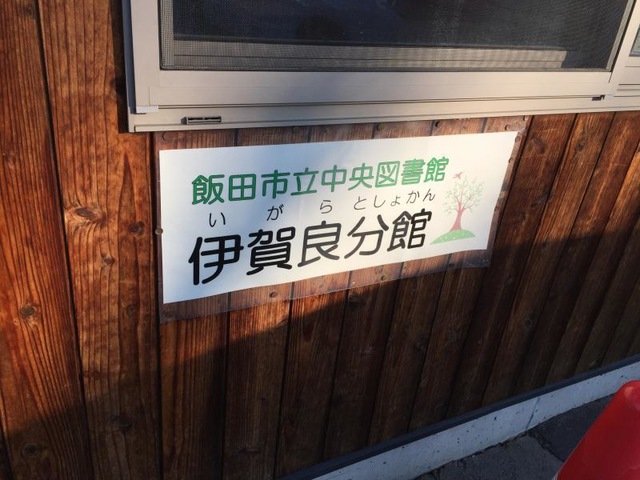 飯田市立中央図書館
いがら としょかん
伊賀良分館